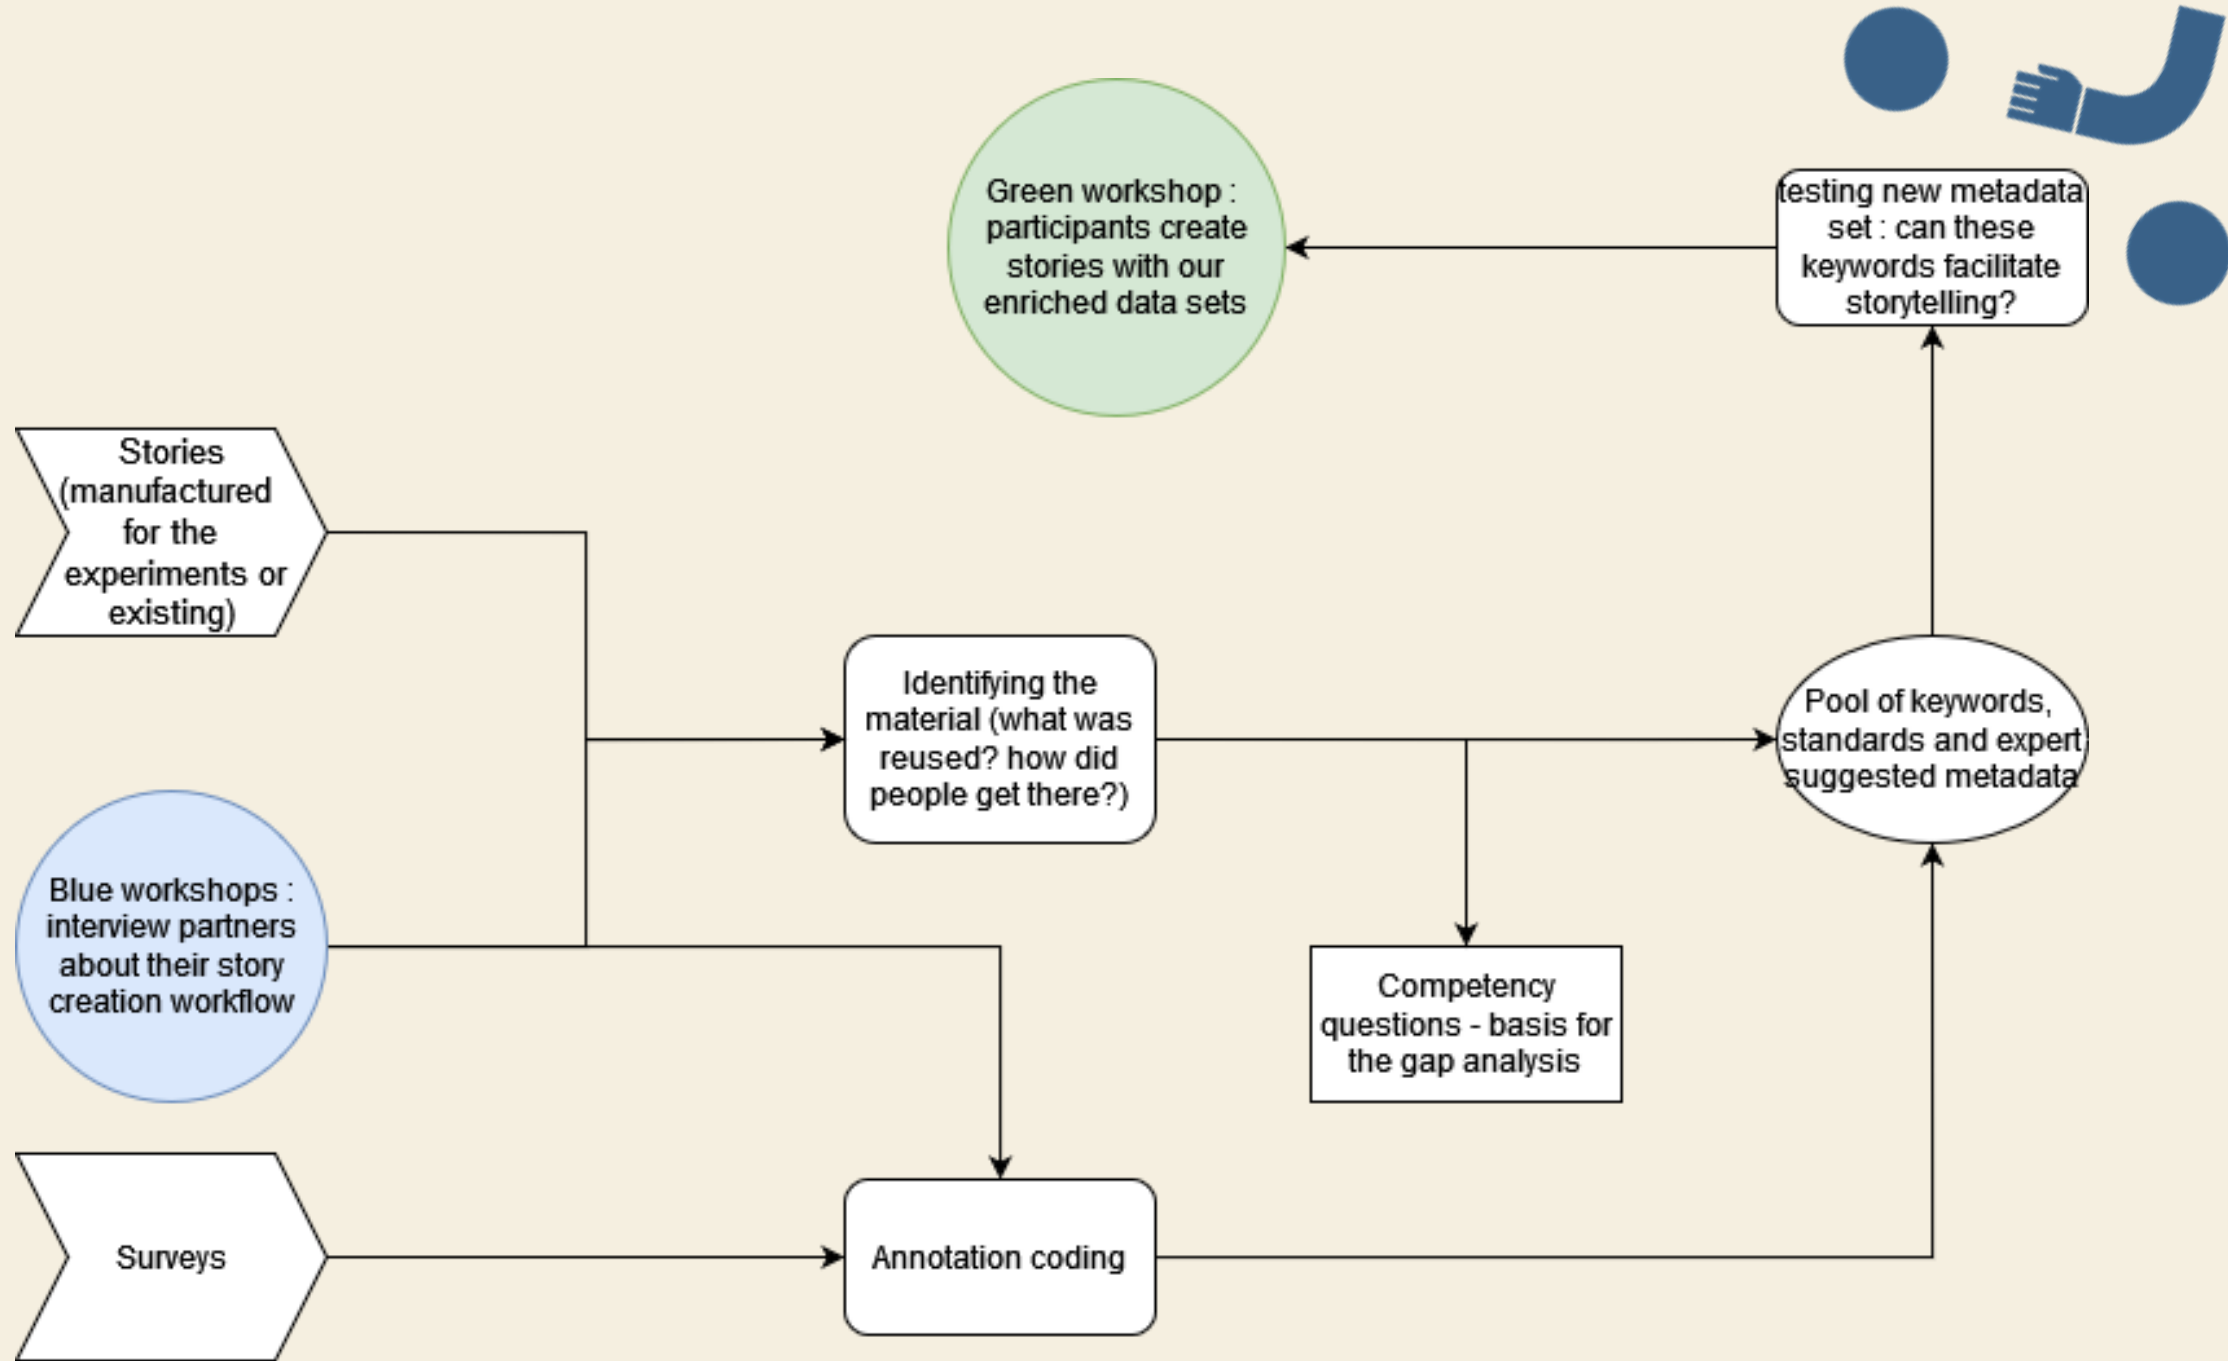 Green workshop :
participants create
stories with our
enriched data sets
testing new metadata
set : can these
keywords facilitate
storytelling?
Stories
(manufactured
for the
experiments or
existing)
Identifying the
material (what was
reused? how did
people get there?)
Pool of keywords,
standards and expert
suggested metadata
Blue workshops :
interview partners
about their story
creation workflow
Competency
questions - basis for
the gap analysis
Surveys
Annotation coding